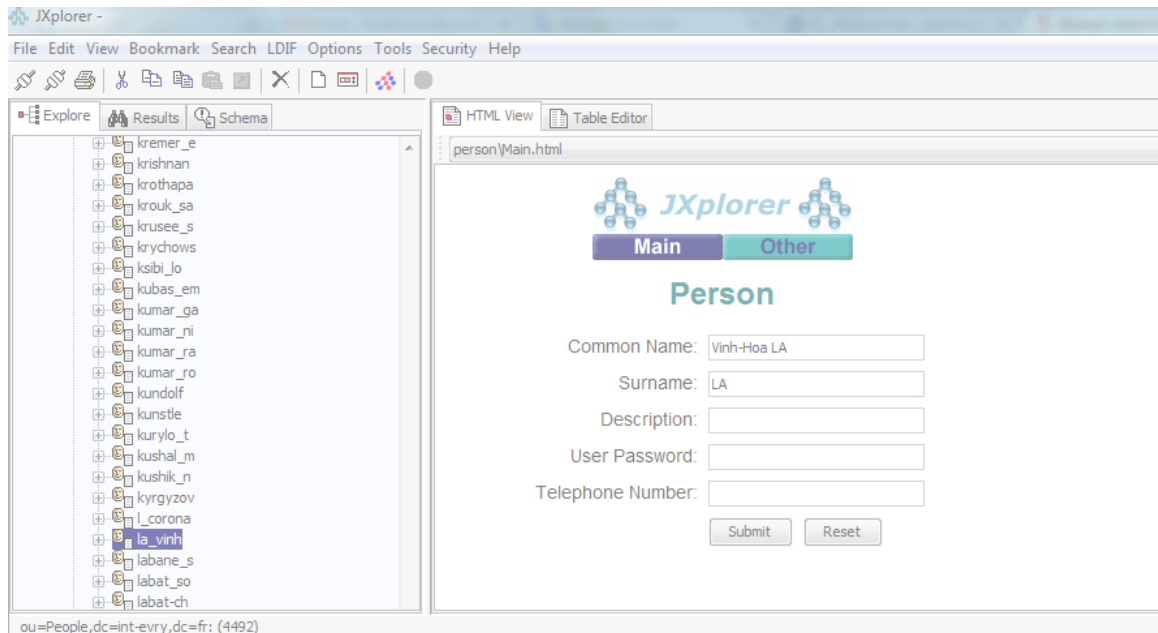 JXplorer -
File Edit View Bookmark Search LDIF Options Tools Security Help
Explore Results Schema
HTML View Table Editor
person\Main.html
kremer_e
krishnan
krothapa
krouk_sa
krusee_s
krychows
ksibi_lo
kubas_em
kumar_ga
kumar_ni
kumar_ra
kumar_ro
kundolf
kunstle
kurylo_t
kushal_m
kushik_n
kyrgyzov
l_corona
la_vinh
labane_s
labat_so
labat-ch
JXplorer
Main Other
Person
Common Name: Vinh-Hoa LA
Surname: LA
Description:
User Password:
Telephone Number:
Submit Reset
ou=People,dc=int-evry,dc=fr: (4492)